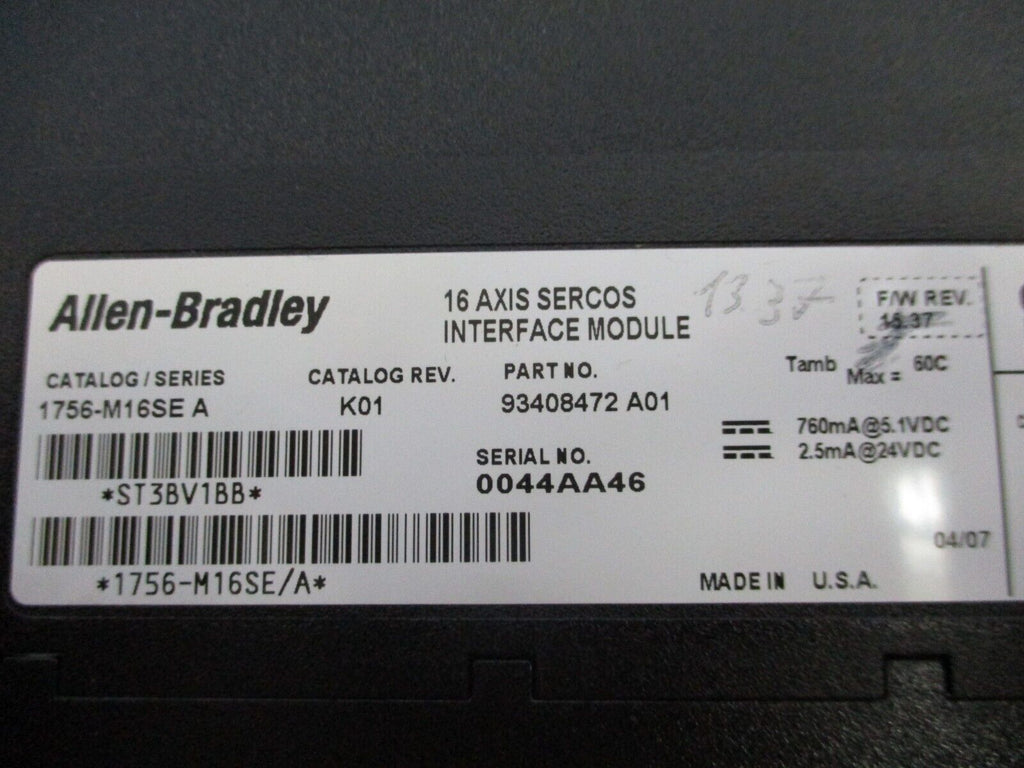 Allen-Bradley
16 AXIS SERCOS
INTERFACE MODULE
13.37
F/W REV.
CATALOG / SERIES
CATALOG REV.
PART NO.
Tamb
Max =
60C
1756-M16SE A
K01
93408472 A01
760mA@5.1VDC
2.5mA@24VDC
SERIAL NO.
0044AA46
*ST3BV1BB*
04/07
*1756-M16SE/A*
MADE IN U.S.A.